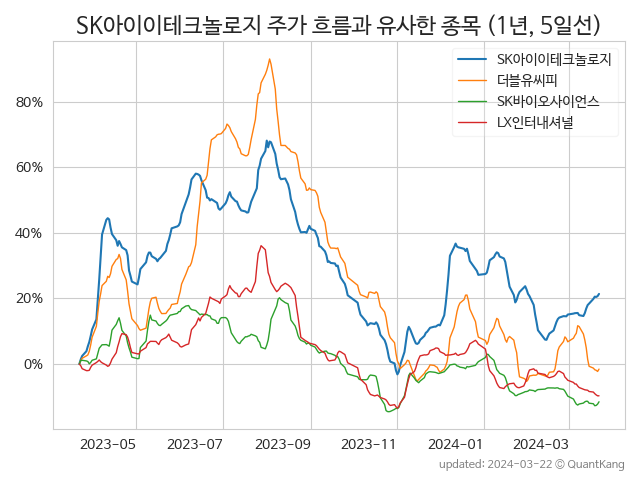 SK아이이테크놀로지 주가 흐름과 유사한 종목 (1년, 5일선)
SK아이이테크놀로지
더블유씨피
SK바이오사이언스
LX인터내셔널
80%
60%
40%
20%
0%
2023-05 2023-07 2023-09 2023-11 2024-01 2024-03
updated: 2024-03-22 © QuantKang